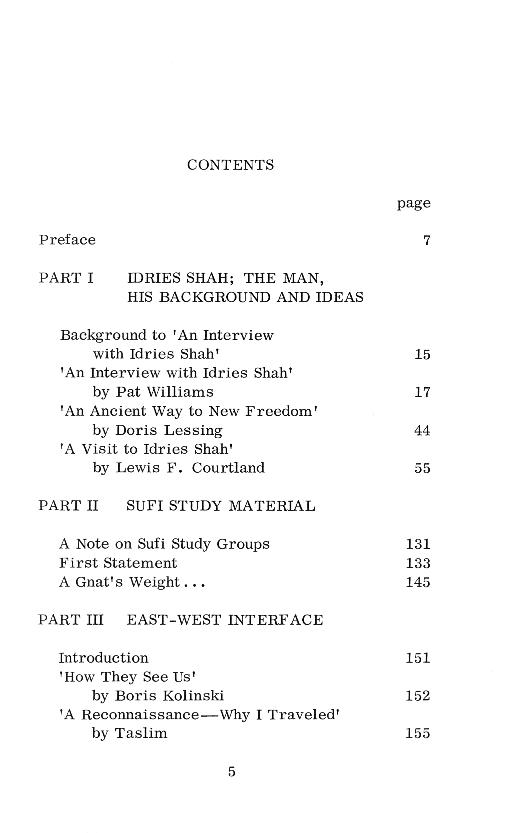 CONTENTS
page
Preface 7
PART I IDRIES SHAH; THE MAN,
HIS BACKGROUND AND IDEAS
Background to 'An Interview
with Idries Shah' 15
'An Interview with Idries Shah'
by Pat Williams 17
'An Ancient Way to New Freedom'
by Doris Lessing 44
'A Visit to Idries Shah'
by Lewis F. Courtland 55
PART II SUFI STUDY MATERIAL
A Note on Sufi Study Groups 131
First Statement 133
A Gnat's Weight... 145
PART III EAST-WEST INTERFACE
Introduction 151
'How They See Us'
by Boris Kolinski 152
'A Reconnaissance—Why I Traveled'
by Taslim 155
5